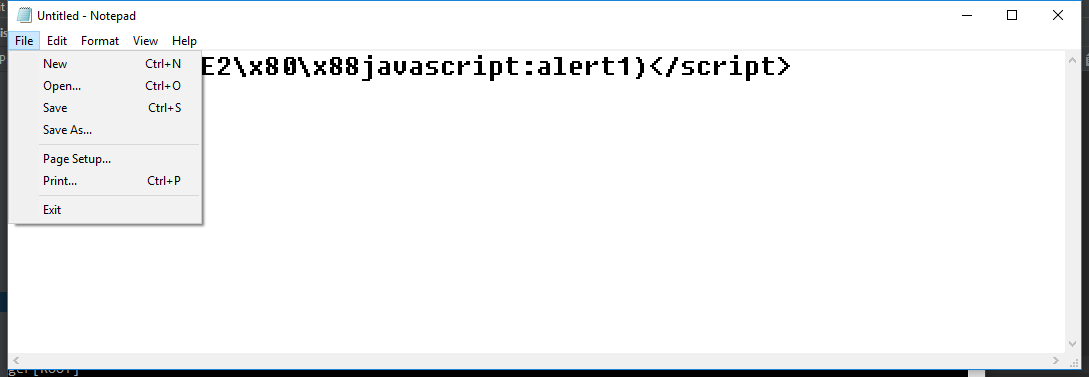 Untitled - Notepad
File Edit Format View Help
E2\x80\x88javascript:alert1)</script>
New Ctrl+N
Open... Ctrl+O
Save Ctrl+S
Save As...
Page Setup...
Print... Ctrl+P
Exit